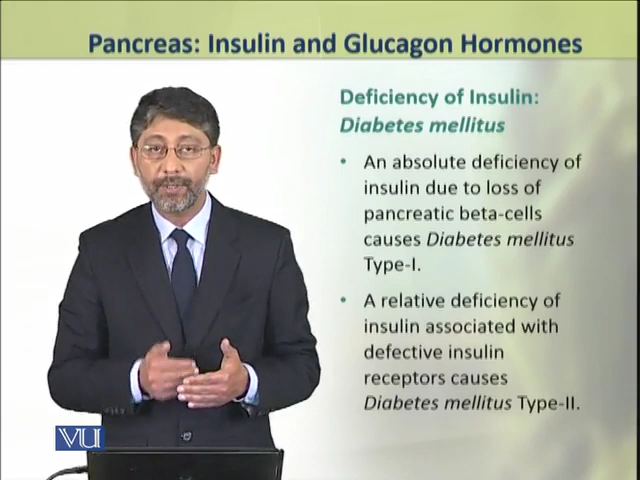 Pancreas: Insulin and Glucagon Hormones
Deficiency of Insulin:
Diabetes mellitus
• An absolute deficiency of
insulin due to loss of
pancreatic beta-cells
causes Diabetes mellitus
Type-I.
• A relative deficiency of
insulin associated with
defective insulin
receptors causes
Diabetes mellitus Type-II.
VU